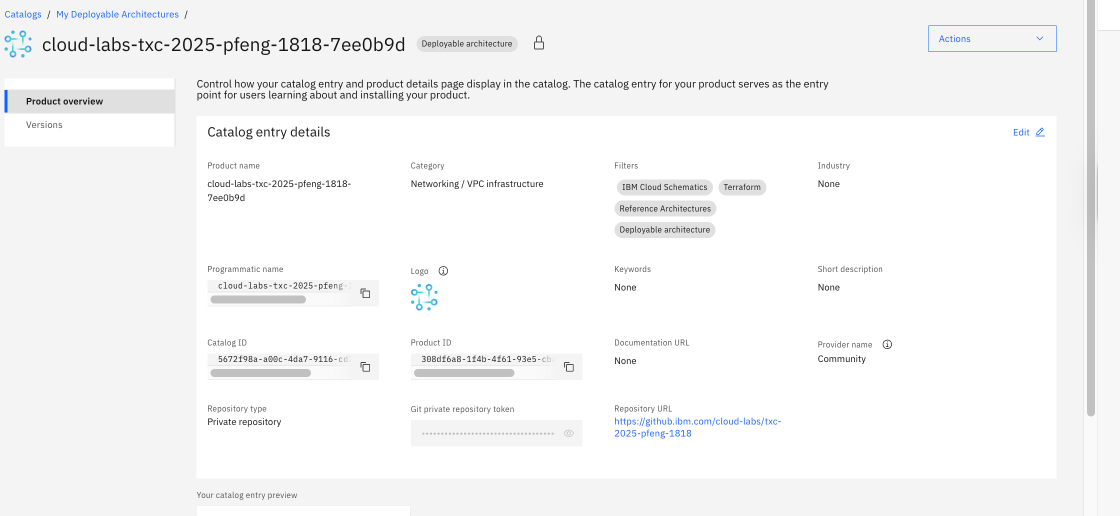 Catalogs / My Deployable Architectures /
cloud-labs-txc-2025-pfeng-1818-7ee0b9d Deployable architecture
Actions
Product overview
Versions
Control how your catalog entry and product details page display in the catalog. The catalog entry for your product serves as the entry
point for users learning about and installing your product.
Catalog entry details
Edit
Product name
cloud-labs-txc-2025-pfeng-1818-
7ee0b9d
Category
Networking / VPC infrastructure
Filters
IBM Cloud Schematics Terraform
Reference Architectures
Deployable architecture
Industry
None
Programmatic name
cloud-labs-txc-2025-pfeng-
Logo
Keywords
None
Short description
None
Catalog ID
5672f98a-a00c-4da7-9116-cd
Product ID
308df6a8-1f4b-4f61-93e5-cb
Documentation URL
None
Provider name
Community
Repository type
Private repository
Git private repository token
Repository URL
https://github.ibm.com/cloud-labs/txc-
2025-pfeng-1818
Your catalog entry preview